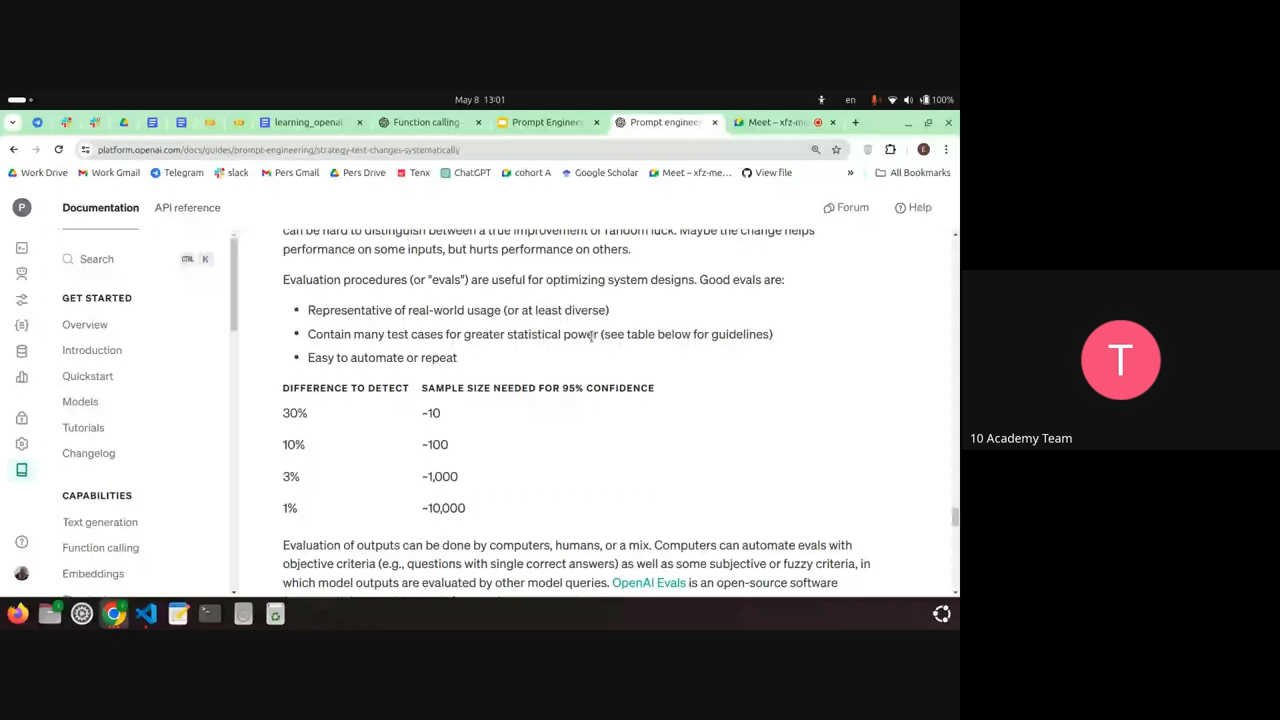 May 8 13:01
en
100%
learning_openai
Function calling -
Prompt Enginee
Prompt enginee
Meet – xfz-m
platform.openai.com/docs/guides/prompt-engineering/strategy-test-changes-systematically
Work Drive
Work Gmail
Telegram
slack
Pers Gmail
Pers Drive
Tenx
ChatGPT
cohort A
Google Scholar
Meet – xfz-me...
View file
»
All Bookmarks
P
Documentation
API reference
Forum
Help
Search
CTRL K
GET STARTED
Overview
Introduction
Quickstart
Models
Tutorials
Changelog
CAPABILITIES
Text generation
Function calling
Embeddings
can be hard to distinguish between a true improvement or random luck. Maybe the change helps
performance on some inputs, but hurts performance on others.
Evaluation procedures (or "evals") are useful for optimizing system designs. Good evals are:
• Representative of real-world usage (or at least diverse)
• Contain many test cases for greater statistical power (see table below for guidelines)
• Easy to automate or repeat
DIFFERENCE TO DETECT SAMPLE SIZE NEEDED FOR 95% CONFIDENCE
30% ~10
10% ~100
3% ~1,000
1% ~10,000
Evaluation of outputs can be done by computers, humans, or a mix. Computers can automate evals with
objective criteria (e.g., questions with single correct answers) as well as some subjective or fuzzy criteria, in
which model outputs are evaluated by other model queries. OpenAI Evals is an open-source software
T
10 Academy Team